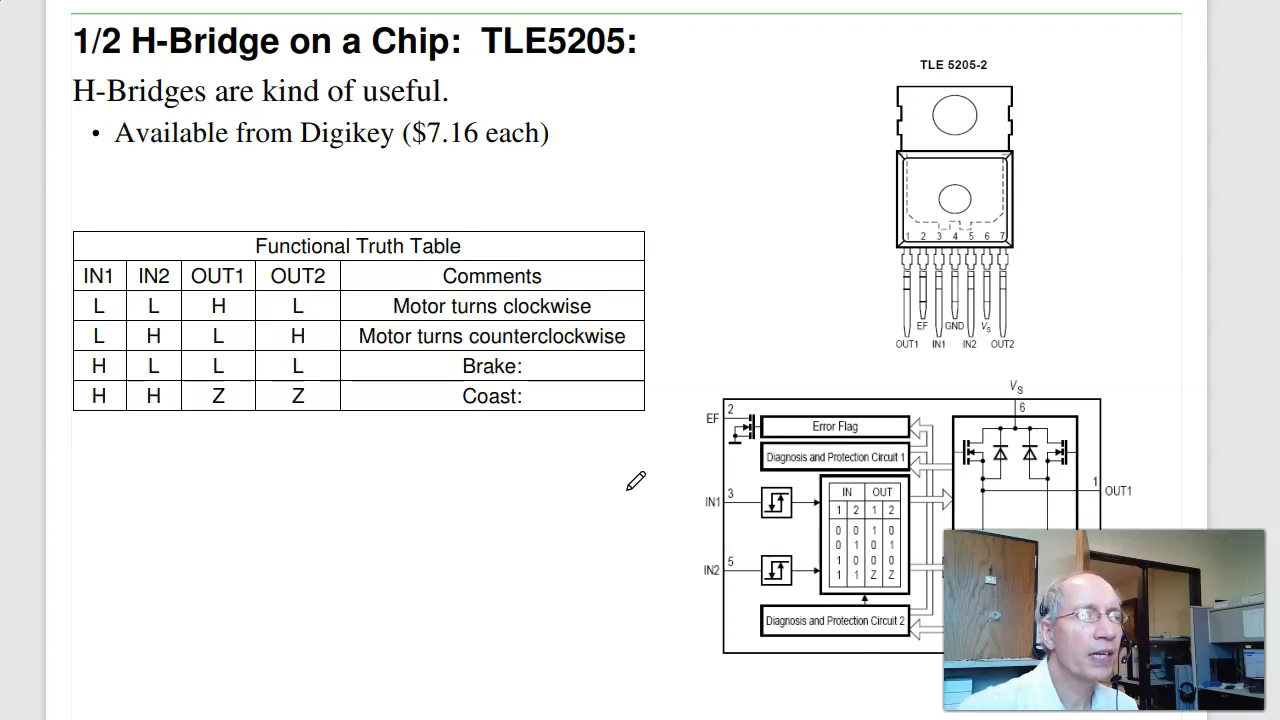 1/2 H-Bridge on a Chip: TLE5205:
H-Bridges are kind of useful.
• Available from Digikey ($7.16 each)
Functional Truth Table
IN1 IN2 OUT1 OUT2 Comments
L L H L Motor turns clockwise
L H L H Motor turns counterclockwise
H L L L Brake:
H H Z Z Coast:
TLE 5205-2
1 2 3 4 5 6 7
EF GND VS
OUT1 IN1 IN2 OUT2
VS
6
EF 2
Error Flag
Diagnosis and Protection Circuit 1
1
OUT1
IN1 3
IN OUT
1 2 1 2
0 0 1 0
0 1 0 1
1 0 0 0
1 1 Z Z
IN2 5
Diagnosis and Protection Circuit 2